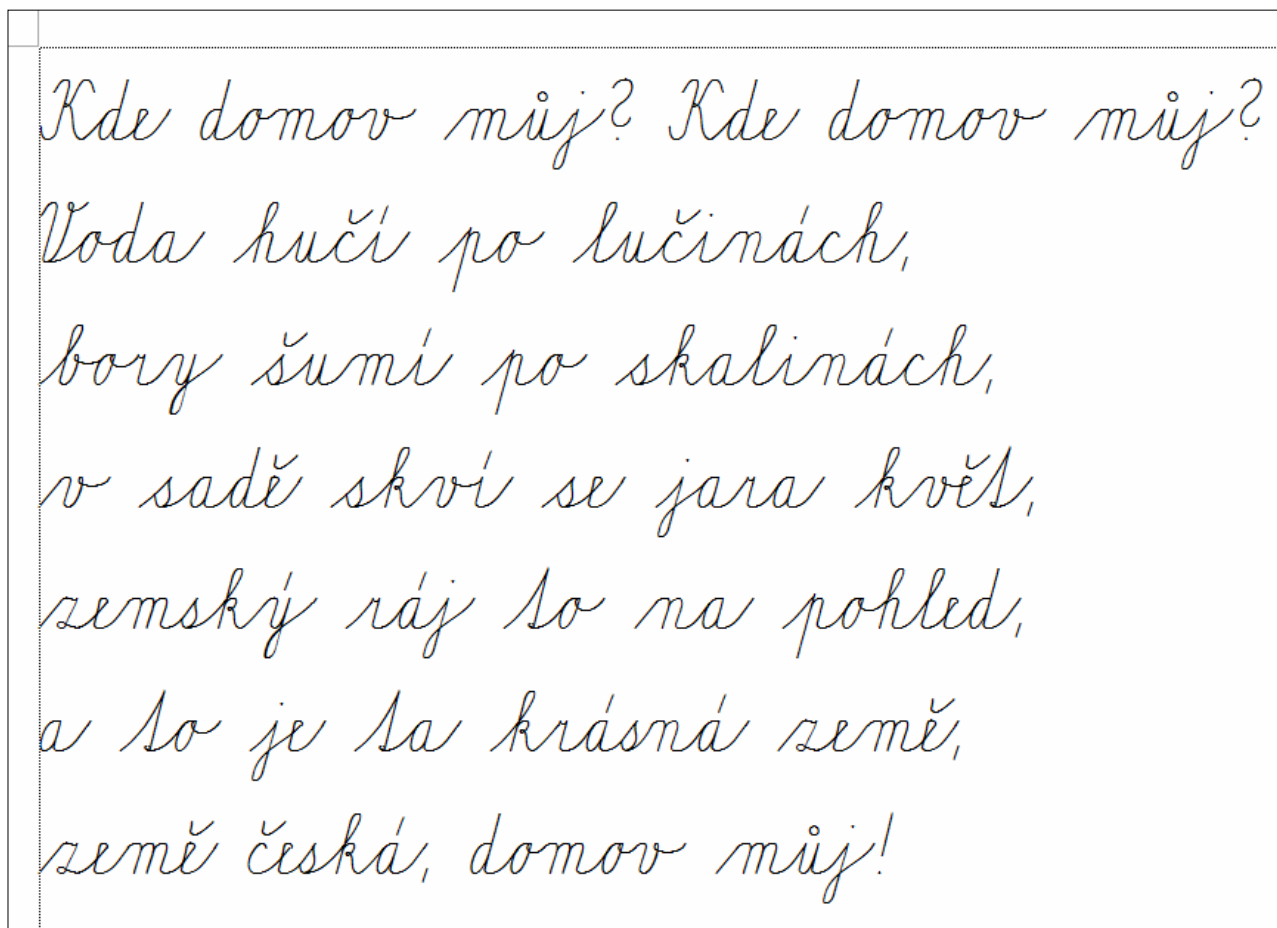 Kde domov můj? Kde domov můj?
Voda hučí po lučinách,
bory šumí po skalinách,
v sadě skví se jara květ,
zemský ráj to na pohled,
a to je ta krásná země,
země česká, domov můj!